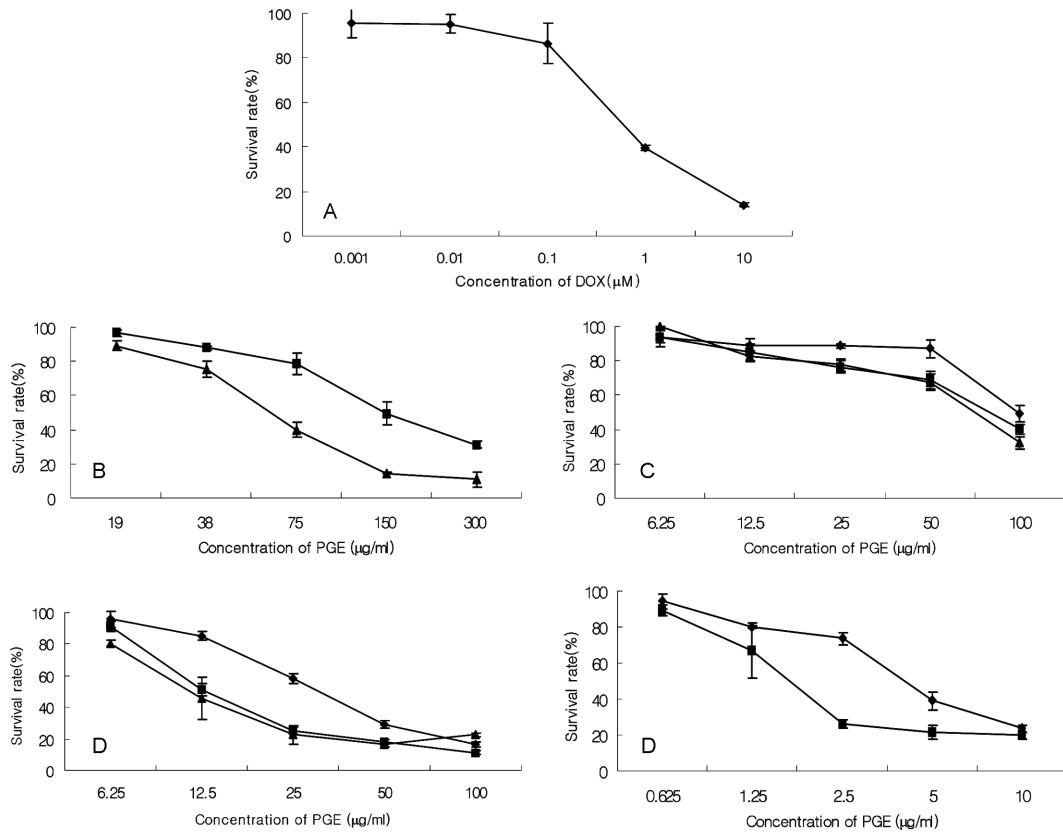 100
80
60
40
20
0
Survival rate(%)
A
0.001 0.01 0.1 1 10
Concentration of DOX(μM)
100
80
60
40
20
0
Survival rate(%)
B
19 38 75 150 300
Concentration of PGE (μg/ml)
100
80
60
40
20
0
Survival rate(%)
C
6.25 12.5 25 50 100
Concentration of PGE (μg/ml)
100
80
60
40
20
0
Survival rate(%)
D
6.25 12.5 25 50 100
Concentration of PGE (μg/ml)
100
80
60
40
20
0
Survival rate(%)
D
0.625 1.25 2.5 5 10
Concentration of PGE (μg/ml)